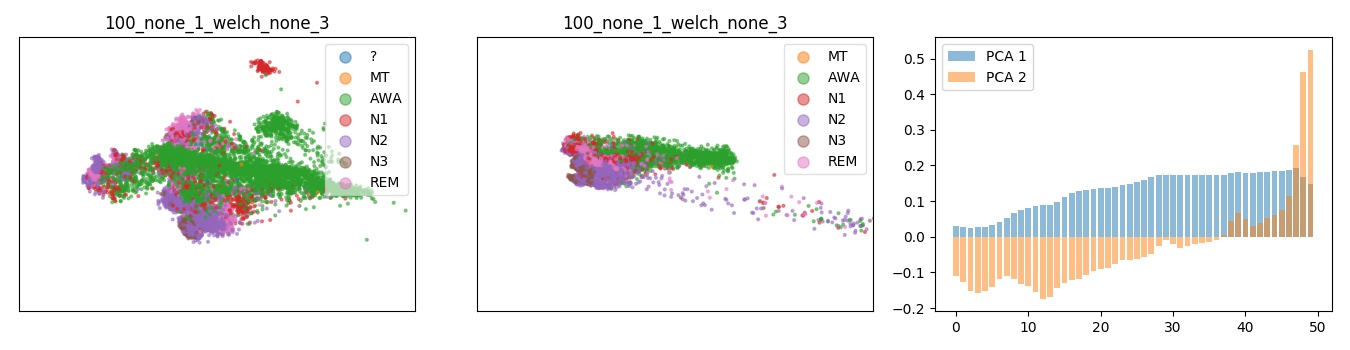 100_none_1_welch_none_3
?
MT
AWA
N1
N2
N3
REM
100_none_1_welch_none_3
MT
AWA
N1
N2
N3
REM
PCA 1
PCA 2
0.5
0.4
0.3
0.2
0.1
0.0
−0.1
−0.2
0 10 20 30 40 50